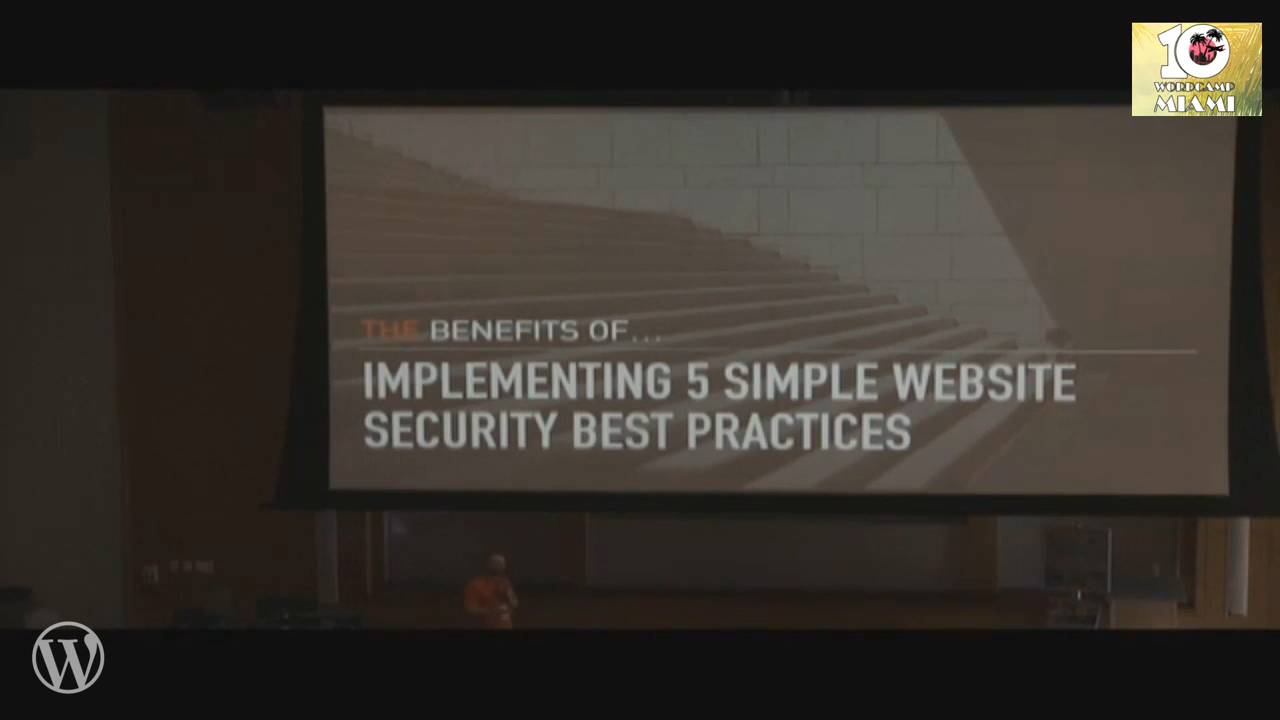 10
WORDCAMP
MIAMI
THE BENEFITS OF...
IMPLEMENTING 5 SIMPLE WEBSITE
SECURITY BEST PRACTICES
W